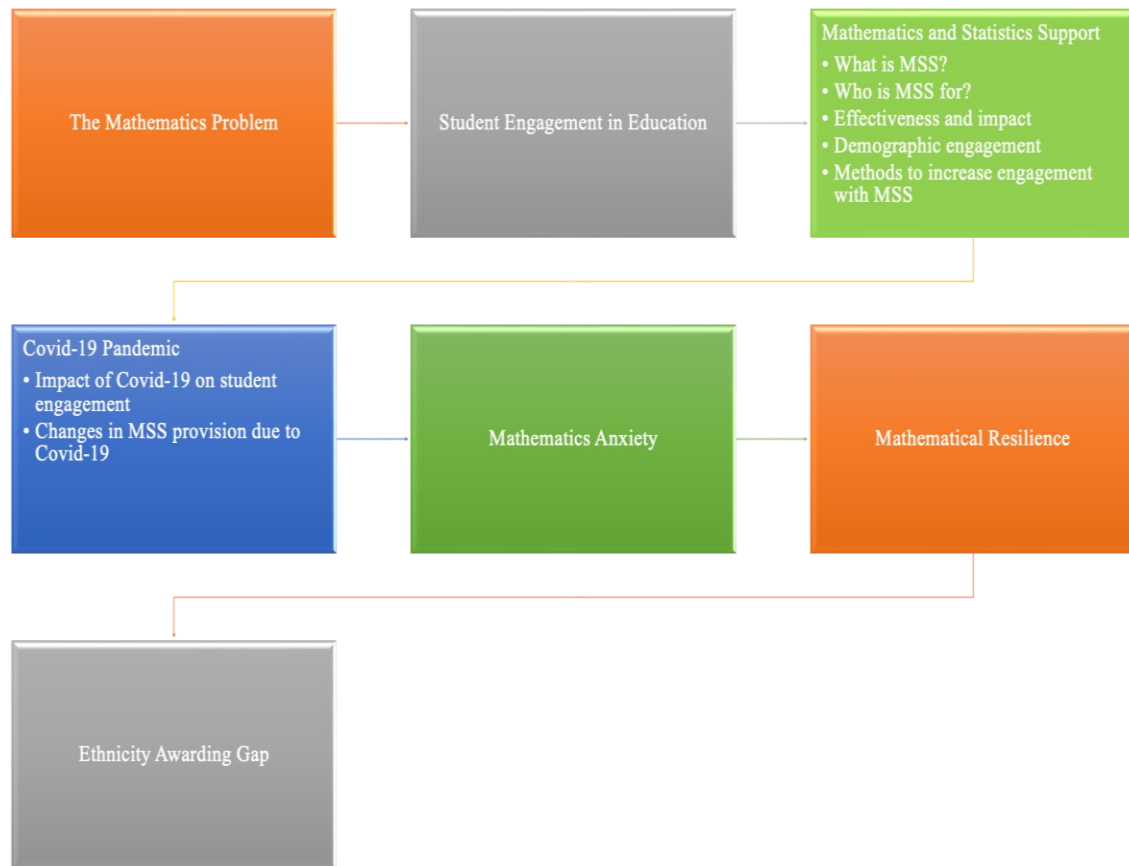 The Mathematics Problem
Student Engagement in Education
Mathematics and Statistics Support
• What is MSS?
• Who is MSS for?
• Effectiveness and impact
• Demographic engagement
• Methods to increase engagement
with MSS
Covid-19 Pandemic
• Impact of Covid-19 on student
engagement
• Changes in MSS provision due to
Covid-19
Mathematics Anxiety
Mathematical Resilience
Ethnicity Awarding Gap